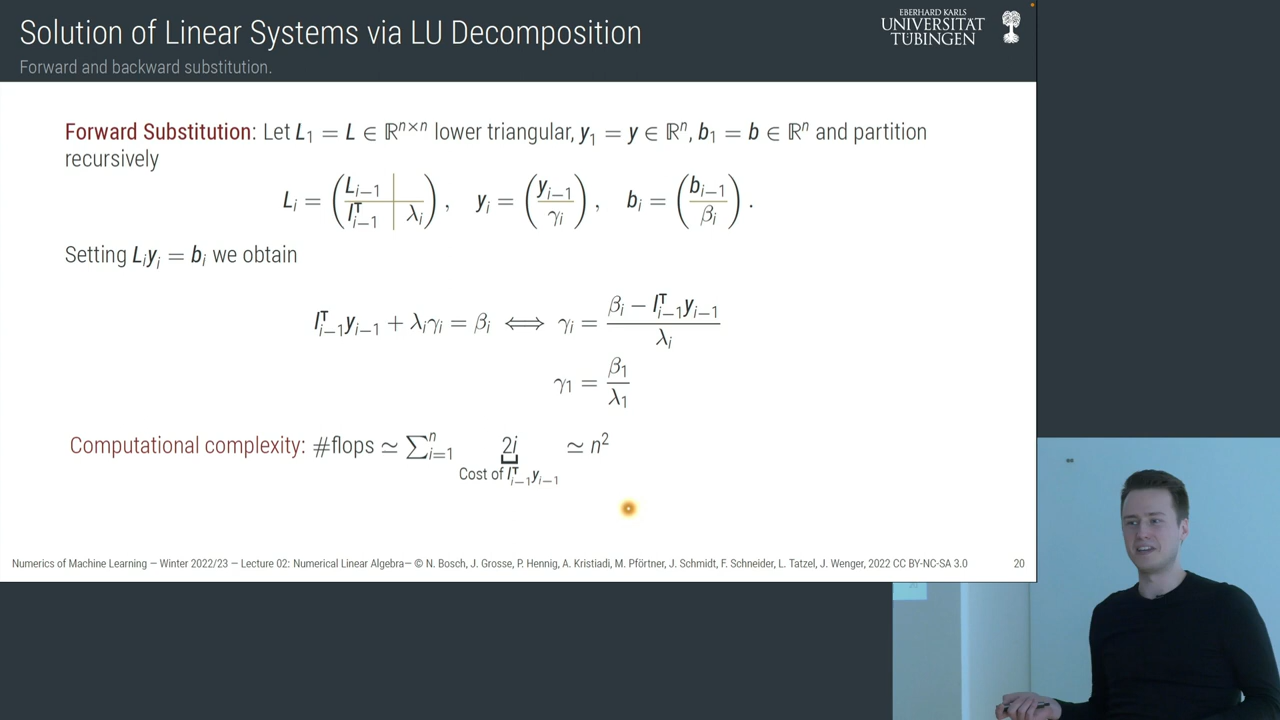 Solution of Linear Systems via LU Decomposition
Forward and backward substitution.
EBERHARD KARLS
UNIVERSITÄT
TÜBINGEN
Forward Substitution: Let L₁ = L ∈ ℝⁿˣⁿ lower triangular, y₁ = y ∈ ℝⁿ, b₁ = b ∈ ℝⁿ and partition
recursively
Lᵢ = (Lᵢ₋₁ | ; lᵀᵢ₋₁ | λᵢ), yᵢ = (yᵢ₋₁ ; γᵢ), bᵢ = (bᵢ₋₁ ; βᵢ).
Setting Lᵢyᵢ = bᵢ we obtain
lᵀᵢ₋₁yᵢ₋₁ + λᵢγᵢ = βᵢ ⟺ γᵢ = (βᵢ − lᵀᵢ₋₁yᵢ₋₁) / λᵢ
γ₁ = β₁ / λ₁
Computational complexity: #flops ≃ ∑ⁿᵢ₌₁ 2i ≃ n²
Cost of lᵀᵢ₋₁yᵢ₋₁
Numerics of Machine Learning — Winter 2022/23 — Lecture 02: Numerical Linear Algebra— © N. Bosch, J. Grosse, P. Hennig, A. Kristiadi, M. Pförtner, J. Schmidt, F. Schneider, L. Tatzel, J. Wenger, 2022 CC BY-NC-SA 3.0
20